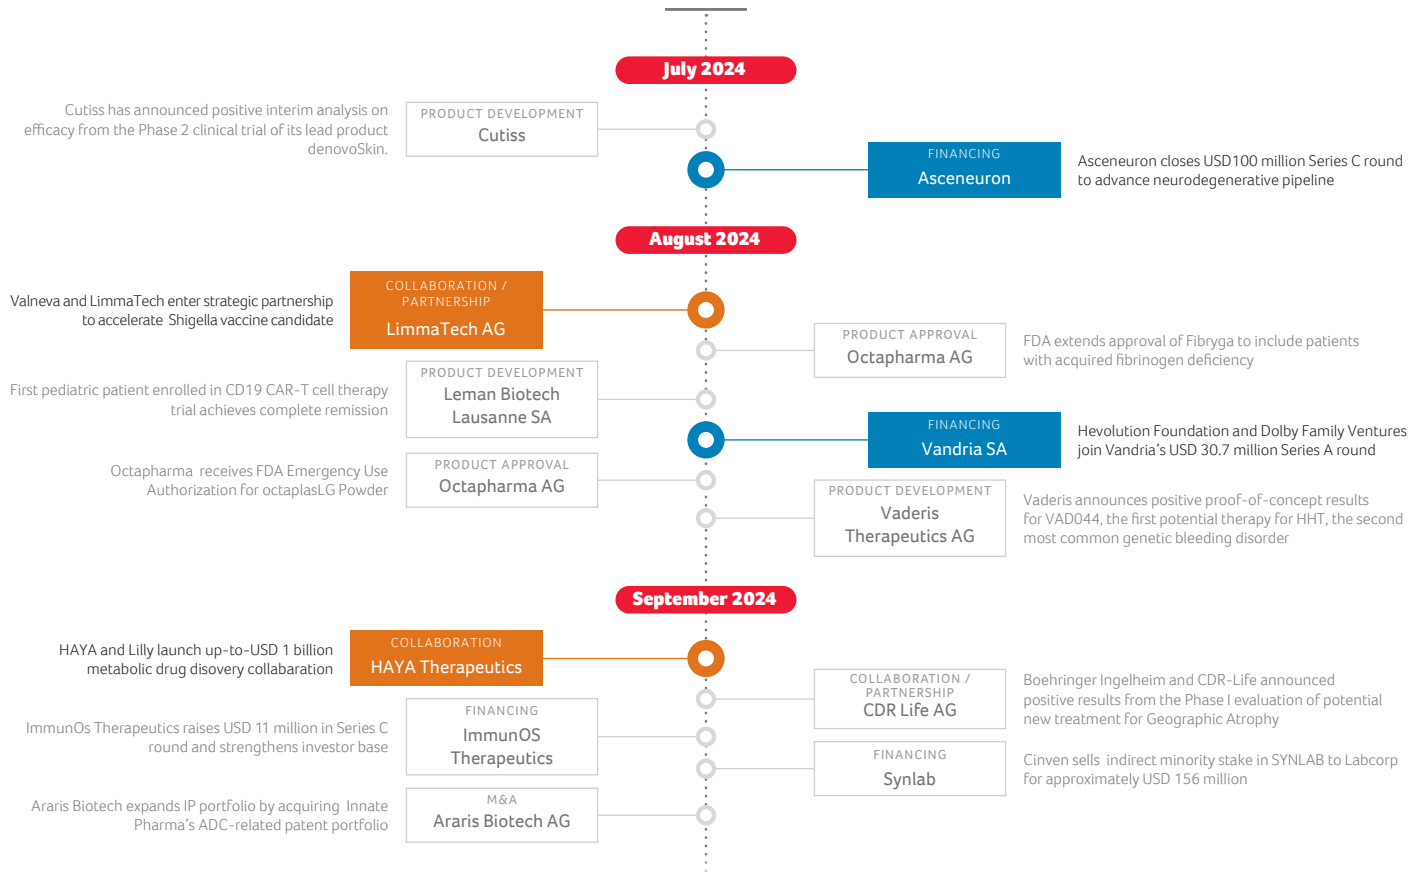 July 2024
Cutiss has announced positive interim analysis on
efficacy from the Phase 2 clinical trial of its lead product
denovoSkin.
PRODUCT DEVELOPMENT
Cutiss
FINANCING
Asceneuron
Asceneuron closes USD100 million Series C round
to advance neurodegenerative pipeline
August 2024
Valneva and LimmaTech enter strategic partnership
to accelerate Shigella vaccine candidate
COLLABORATION /
PARTNERSHIP
LimmaTech AG
PRODUCT APPROVAL
Octapharma AG
FDA extends approval of Fibryga to include patients
with acquired fibrinogen deficiency
First pediatric patient enrolled in CD19 CAR-T cell therapy
trial achieves complete remission
PRODUCT DEVELOPMENT
Leman Biotech
Lausanne SA
FINANCING
Vandria SA
Hevolution Foundation and Dolby Family Ventures
join Vandria's USD 30.7 million Series A round
Octapharma receives FDA Emergency Use
Authorization for octaplasLG Powder
PRODUCT APPROVAL
Octapharma AG
PRODUCT DEVELOPMENT
Vaderis
Therapeutics AG
Vaderis announces positive proof-of-concept results
for VAD044, the first potential therapy for HHT, the second
most common genetic bleeding disorder
September 2024
HAYA and Lilly launch up-to-USD 1 billion
metabolic drug disovery collabaration
COLLABORATION
HAYA Therapeutics
COLLABORATION /
PARTNERSHIP
CDR Life AG
Boehringer Ingelheim and CDR-Life announced
positive results from the Phase I evaluation of potential
new treatment for Geographic Atrophy
ImmunOs Therapeutics raises USD 11 million in Series C
round and strengthens investor base
FINANCING
ImmunOS
Therapeutics
FINANCING
Synlab
Cinven sells indirect minority stake in SYNLAB to Labcorp
for approximately USD 156 million
Araris Biotech expands IP portfolio by acquiring Innate
Pharma's ADC-related patent portfolio
M&A
Araris Biotech AG